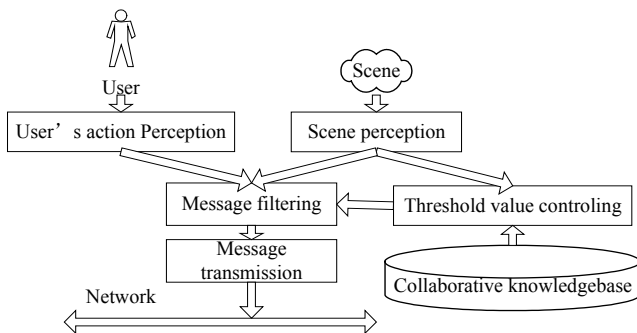 Scene
User
User’s action Perception
Scene perception
Message filtering
Threshold value controling
Message
transmission
Collaborative knowledgebase
Network